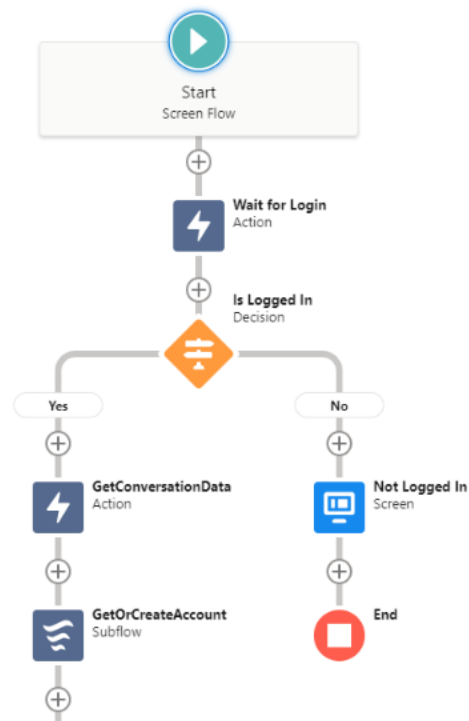 Start
Screen Flow
Wait for Login
Action
Is Logged In
Decision
Yes
No
GetConversationData
Action
Not Logged In
Screen
GetOrCreateAccount
Subflow
End